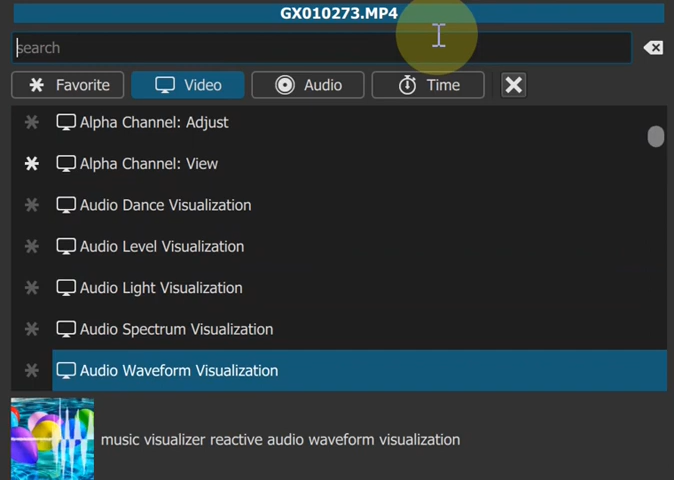 GX010273.MP4
search
Favorite Video Audio Time
Alpha Channel: Adjust
Alpha Channel: View
Audio Dance Visualization
Audio Level Visualization
Audio Light Visualization
Audio Spectrum Visualization
Audio Waveform Visualization
music visualizer reactive audio waveform visualization